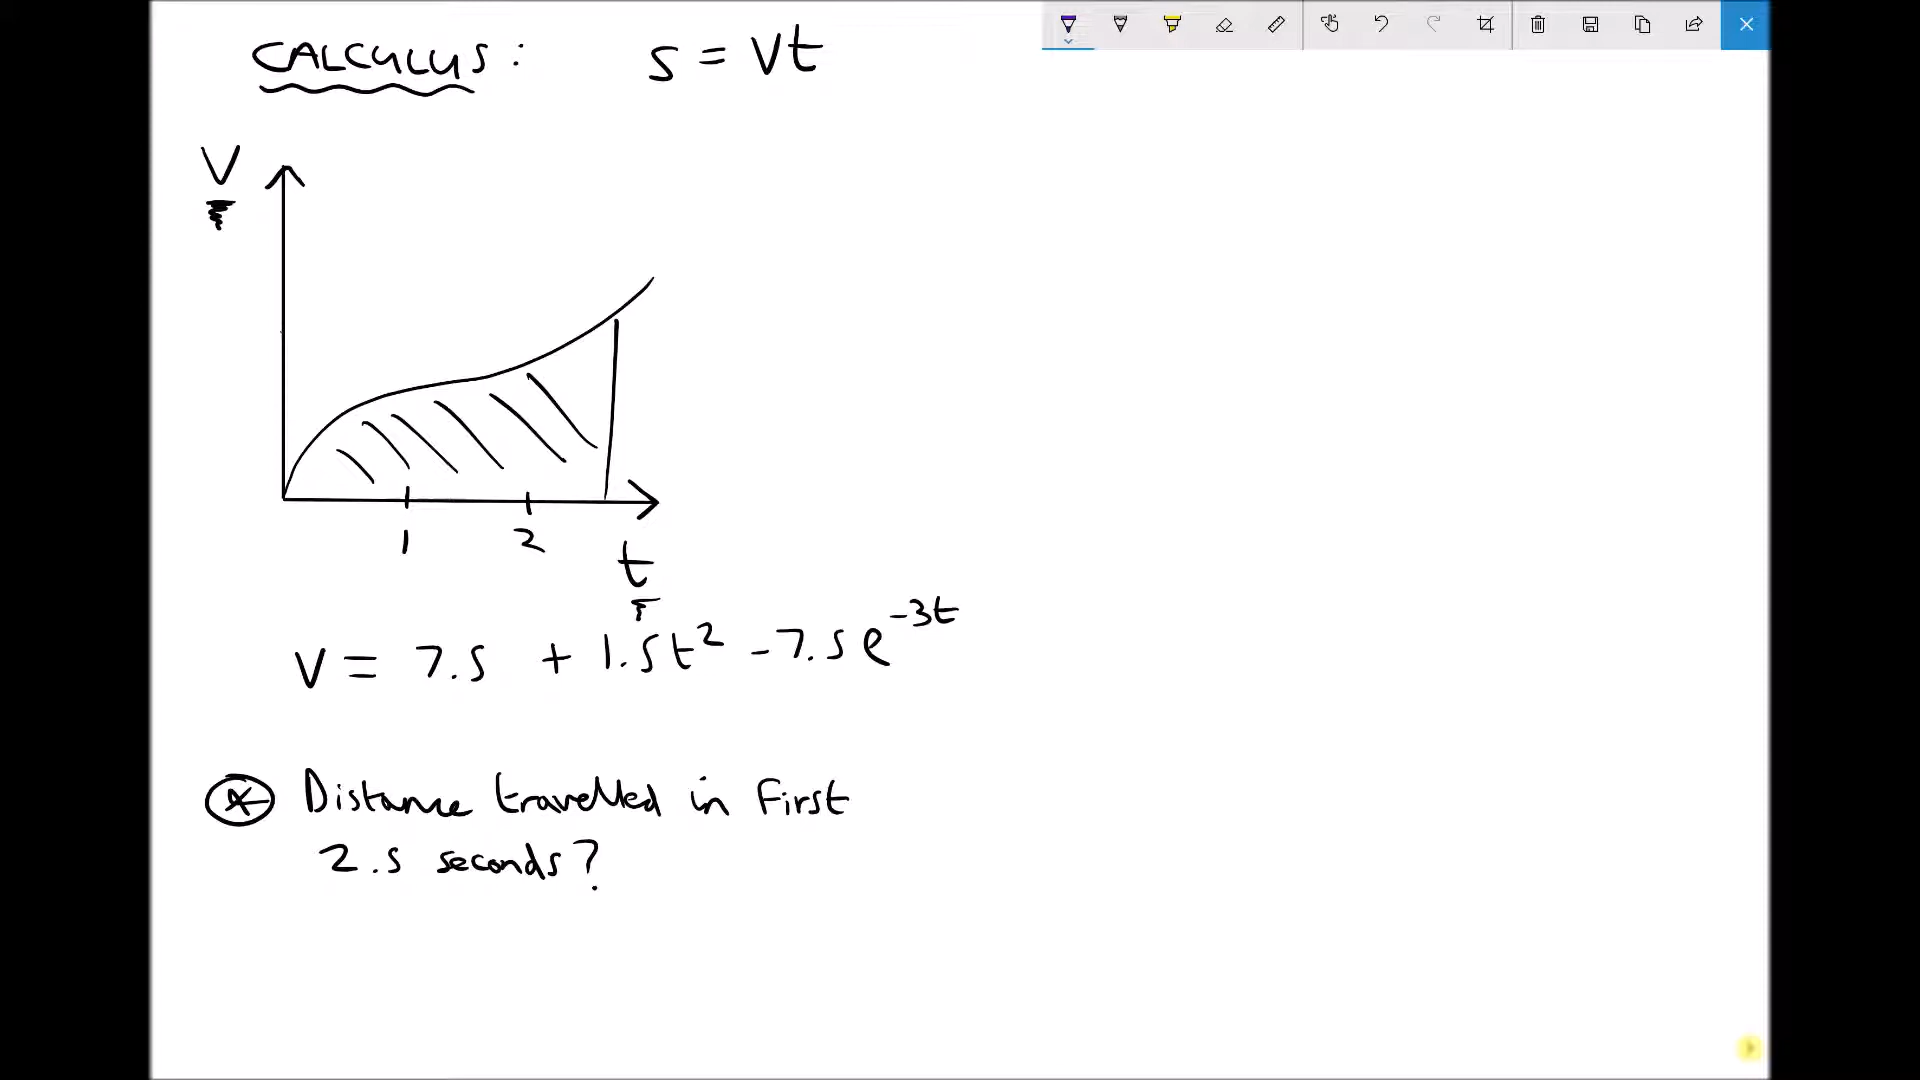 CALCULUS: s = vt
V
1 2
t
V = 7.5 + 1.5t² - 7.5e^-3t
* Distance travelled in First
2.5 seconds?